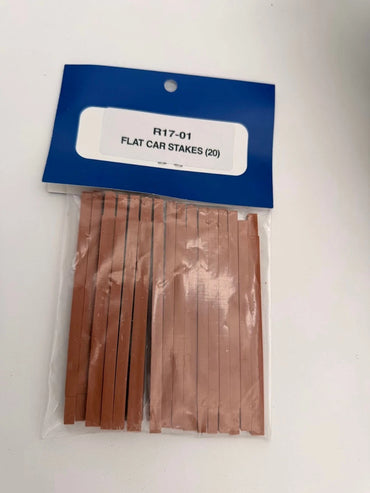 R17-01
FLAT CAR STAKES (20)